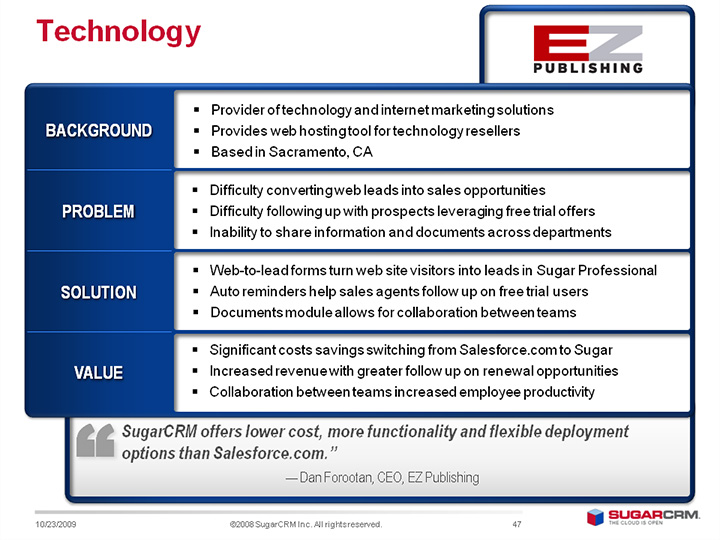 Technology
EZ
PUBLISHING
BACKGROUND
▪ Provider of technology and internet marketing solutions
▪ Provides web hosting tool for technology resellers
▪ Based in Sacramento, CA
PROBLEM
▪ Difficulty converting web leads into sales opportunities
▪ Difficulty following up with prospects leveraging free trial offers
▪ Inability to share information and documents across departments
SOLUTION
▪ Web-to-lead forms turn web site visitors into leads in Sugar Professional
▪ Auto reminders help sales agents follow up on free trial users
▪ Documents module allows for collaboration between teams
VALUE
▪ Significant costs savings switching from Salesforce.com to Sugar
▪ Increased revenue with greater follow up on renewal opportunities
▪ Collaboration between teams increased employee productivity
“ SugarCRM offers lower cost, more functionality and flexible deployment
options than Salesforce.com.”
— Dan Forootan, CEO, EZ Publishing
10/23/2009
©2008 SugarCRM Inc. All rights reserved.
47
SUGARCRM.
THE CLOUD IS OPEN